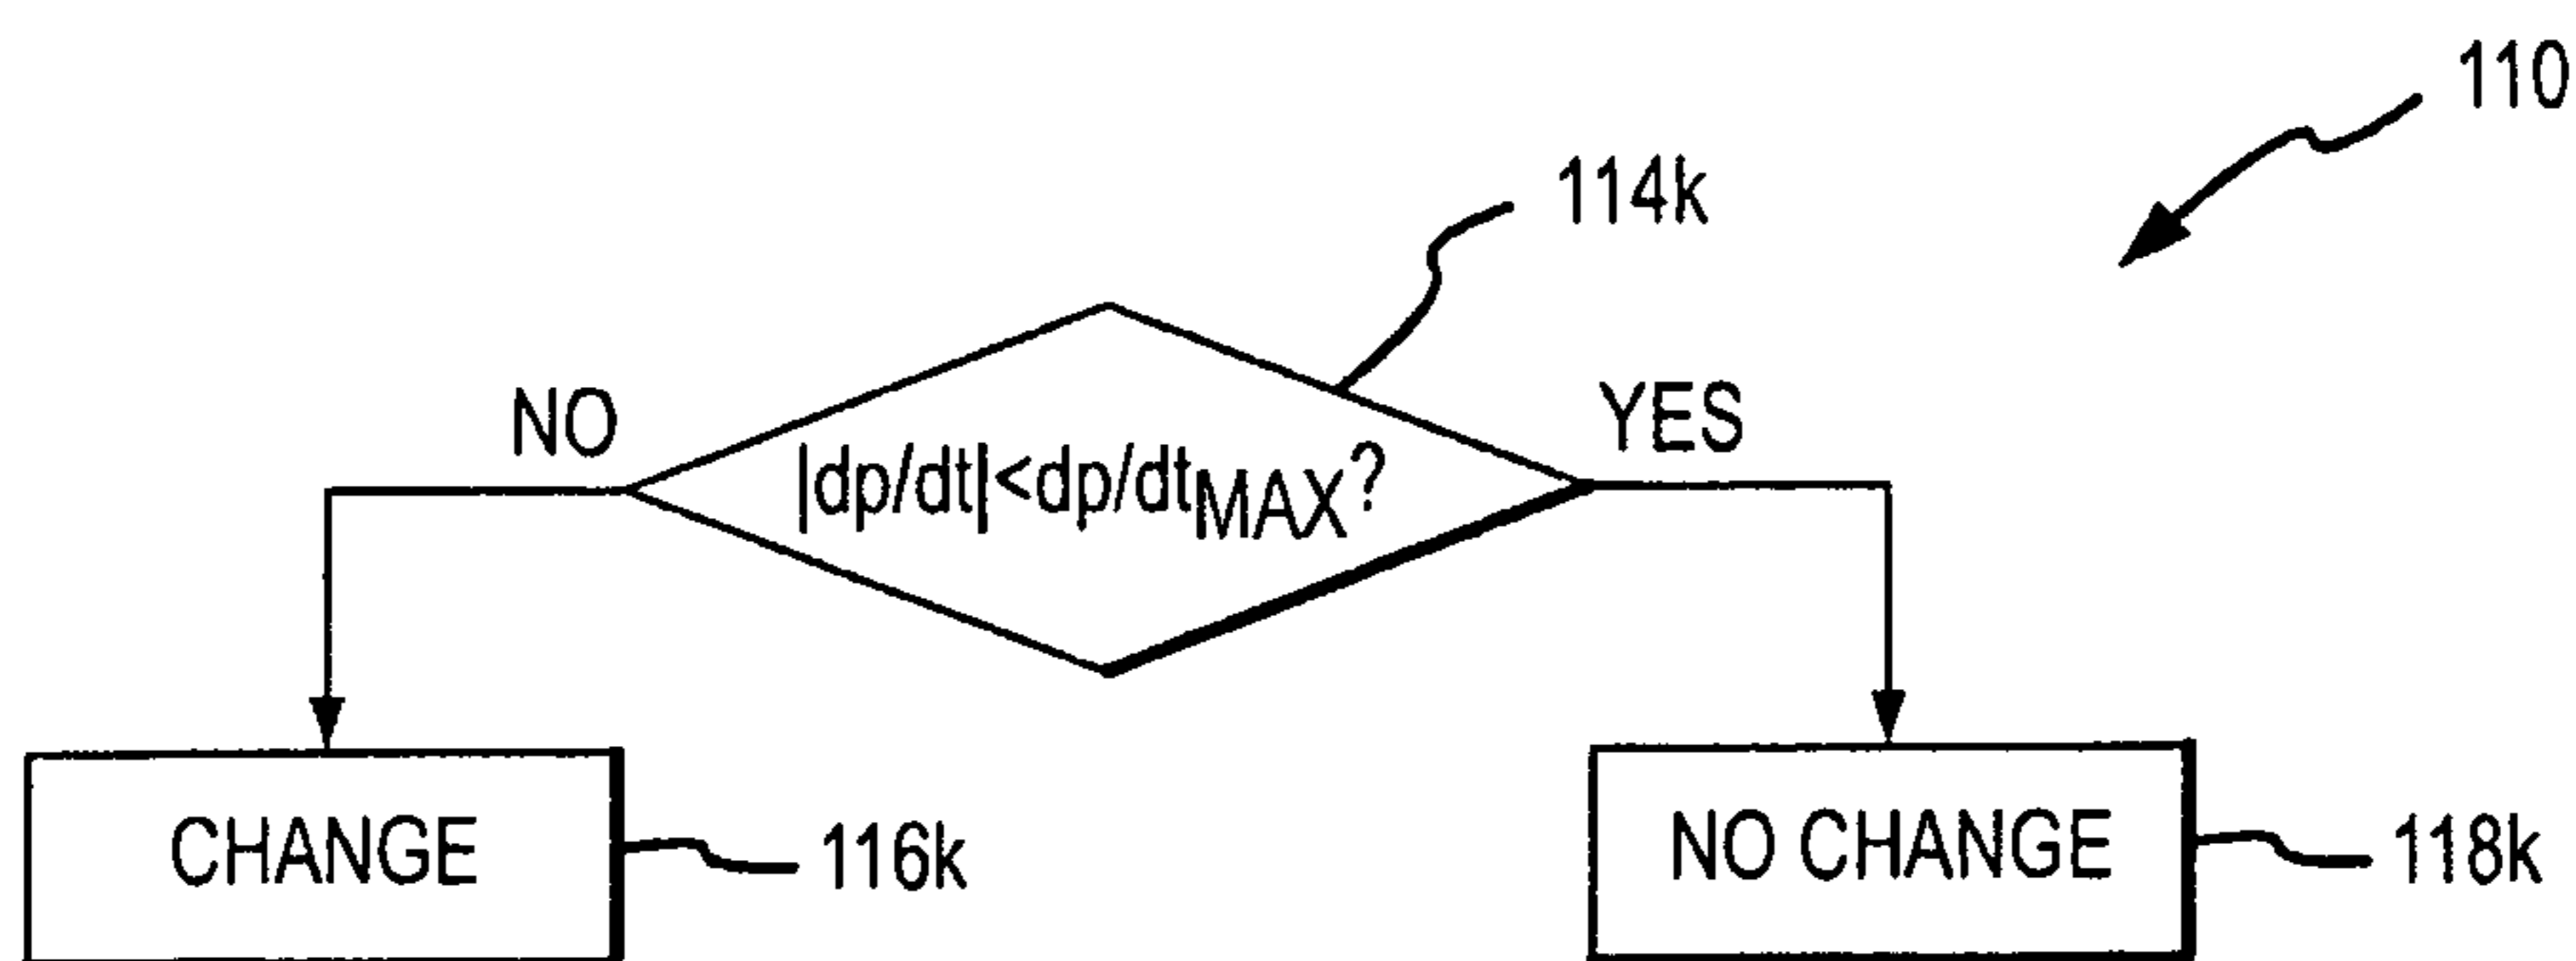 110
114k
NO
YES
|dp/dt|<dp/dtMAX?
CHANGE
116k
NO CHANGE
118k